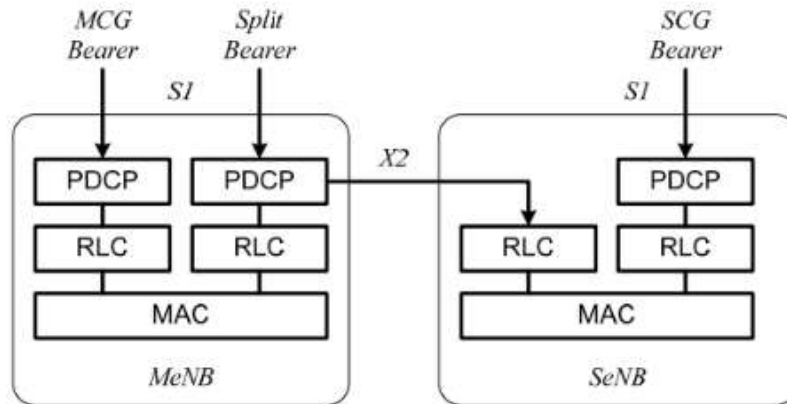 MCG Bearer
Split Bearer
SCG Bearer
S1
S1
X2
PDCP
PDCP
PDCP
RLC
RLC
RLC
RLC
MAC
MAC
MeNB
SeNB